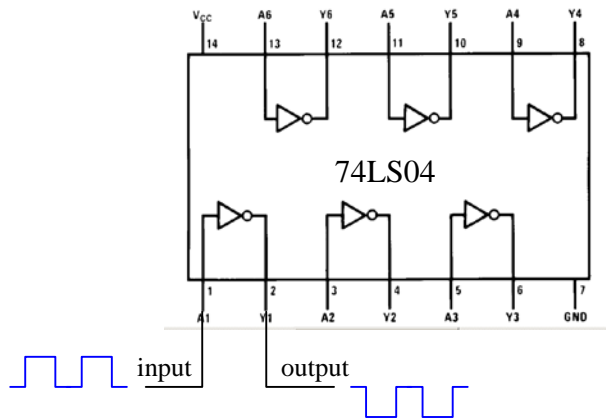 VCC A6 Y6 A5 Y5 A4 Y4
14 13 12 11 10 9 8
74LS04
1 2 3 4 5 6 7
A1 Y1 A2 Y2 A3 Y3 GND
input output